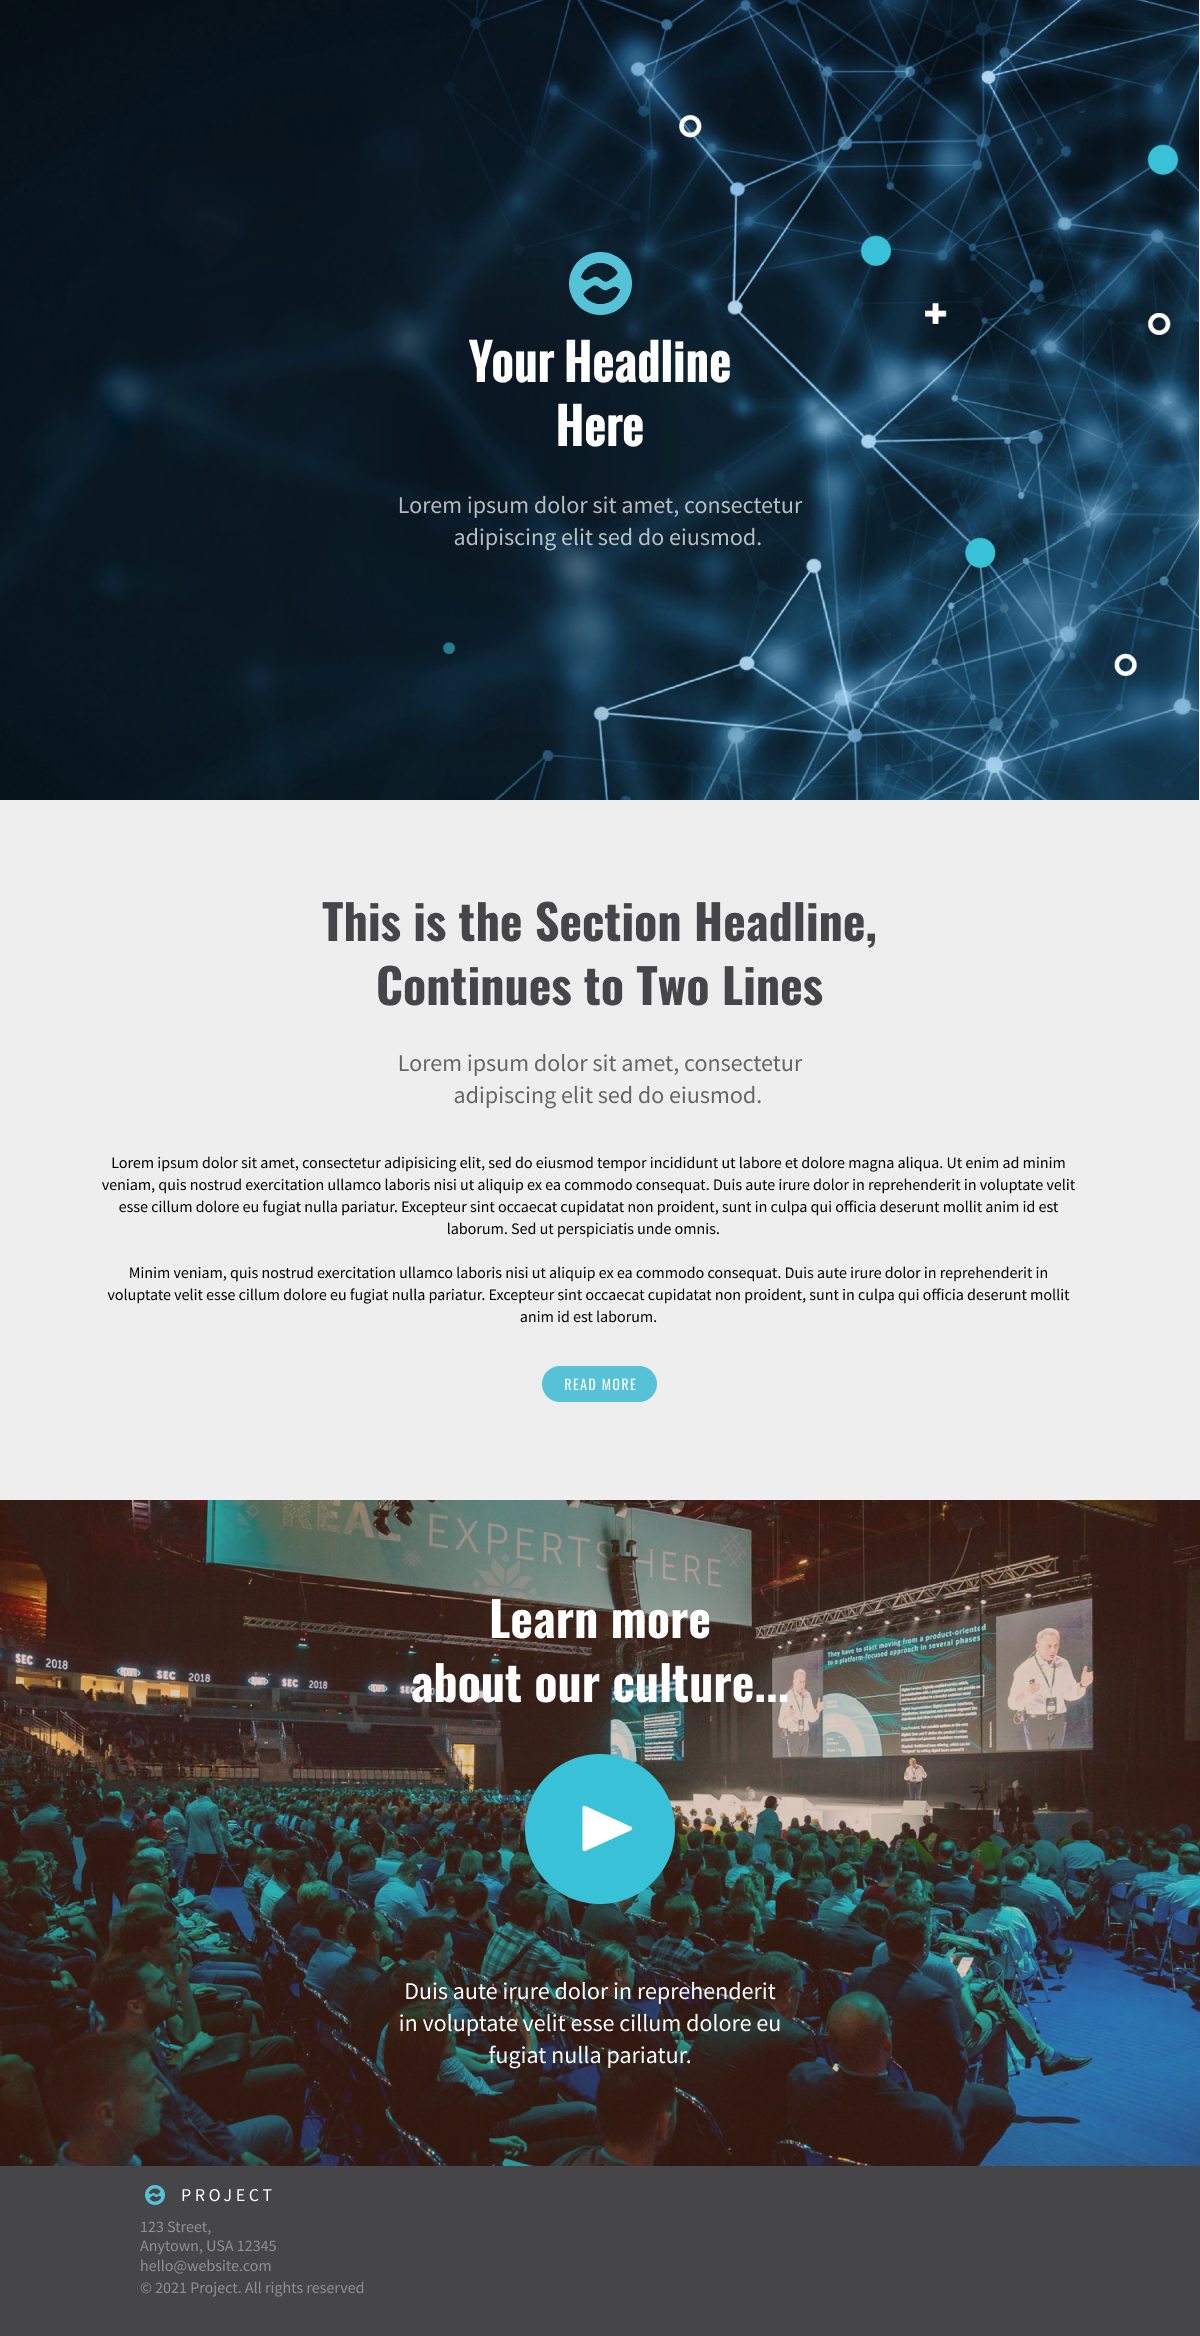 Your Headline
Here
Lorem ipsum dolor sit amet, consectetur
adipiscing elit sed do eiusmod.
This is the Section Headline,
Continues to Two Lines
Lorem ipsum dolor sit amet, consectetur
adipiscing elit sed do eiusmod.
Lorem ipsum dolor sit amet, consectetur adipisicing elit, sed do eiusmod tempor incididunt ut labore et dolore magna aliqua. Ut enim ad minim
veniam, quis nostrud exercitation ullamco laboris nisi ut aliquip ex ea commodo consequat. Duis aute irure dolor in reprehenderit in voluptate velit
esse cillum dolore eu fugiat nulla pariatur. Excepteur sint occaecat cupidatat non proident, sunt in culpa qui officia deserunt mollit anim id est
laborum. Sed ut perspiciatis unde omnis.
Minim veniam, quis nostrud exercitation ullamco laboris nisi ut aliquip ex ea commodo consequat. Duis aute irure dolor in reprehenderit in
voluptate velit esse cillum dolore eu fugiat nulla pariatur. Excepteur sint occaecat cupidatat non proident, sunt in culpa qui officia deserunt mollit
anim id est laborum.
READ MORE
REAL EXPERTS HERE
Learn more
about our culture...
They have to start moving from a product-oriented
to a platform-focused approach in several phases
SEC 2018
SEC 2018
SEC 2018
SEC
Duis aute irure dolor in reprehenderit
in voluptate velit esse cillum dolore eu
fugiat nulla pariatur.
PROJECT
123 Street,
Anytown, USA 12345
hello@website.com
© 2021 Project. All rights reserved